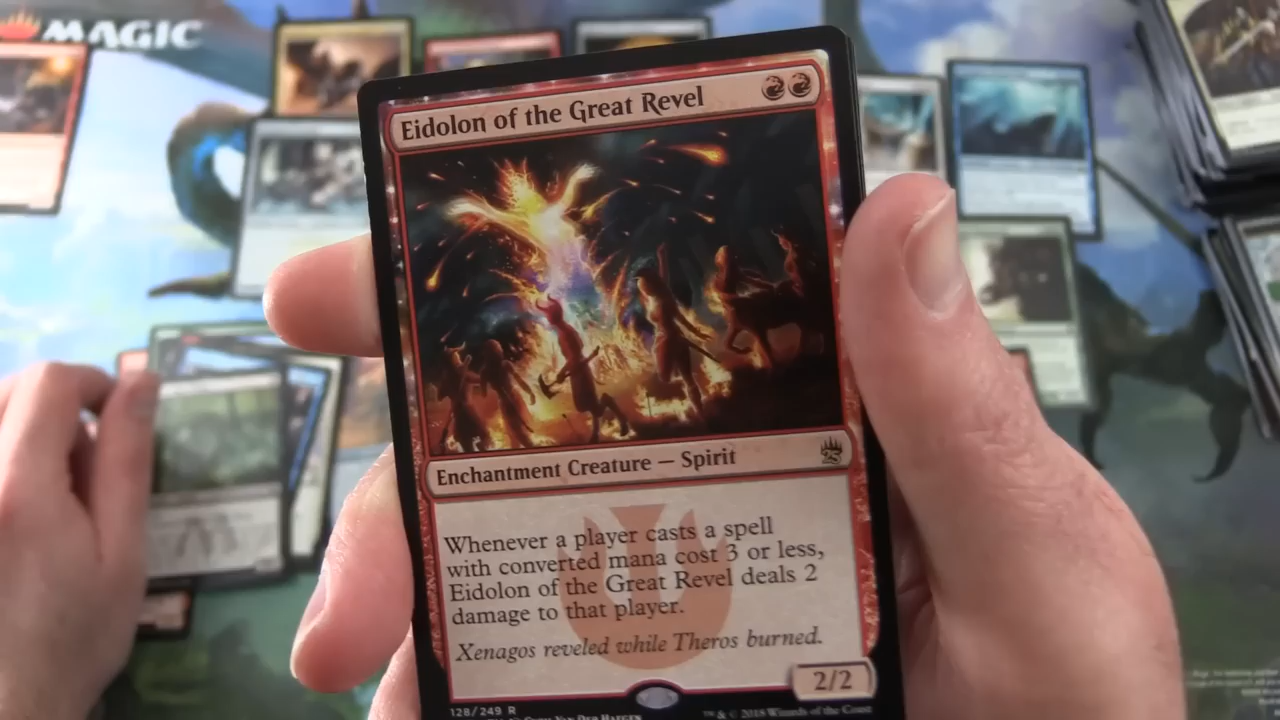 MAGIC
Eidolon of the Great Revel
Enchantment Creature — Spirit
25
Whenever a player casts a spell
with converted mana cost 3 or less,
Eidolon of the Great Revel deals 2
damage to that player.
Xenagos reveled while Theros burned.
2/2
128/249 R
™ & © 2018 Wizards of the Coast